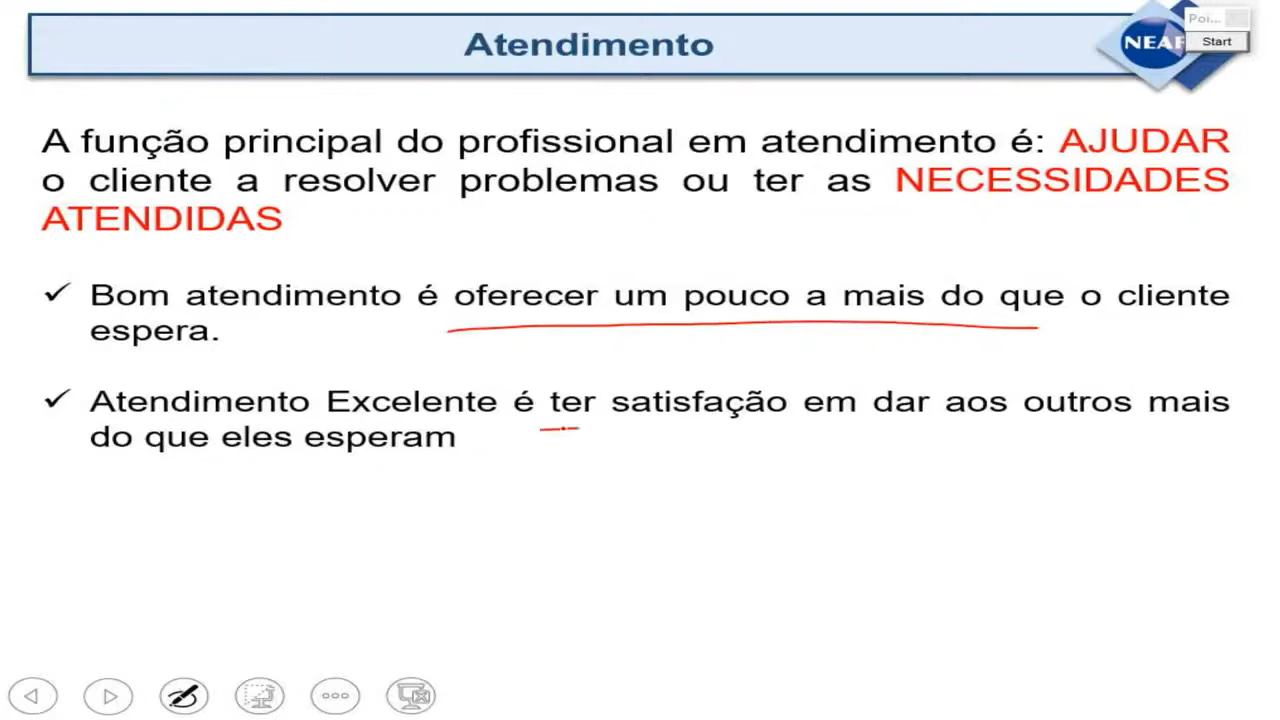 Atendimento
NEAF
Poi...
Start
A função principal do profissional em atendimento é: AJUDAR
o cliente a resolver problemas ou ter as NECESSIDADES
ATENDIDAS
✓ Bom atendimento é oferecer um pouco a mais do que o cliente
espera.
✓ Atendimento Excelente é ter satisfação em dar aos outros mais
do que eles esperam